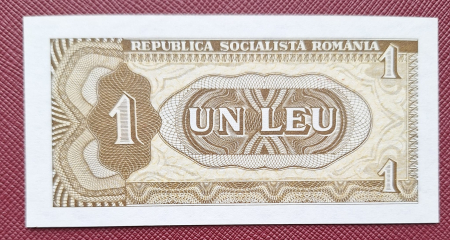 REPUBLICA SOCIALISTĂ ROMÂNIA
1
1 UN LEU
1